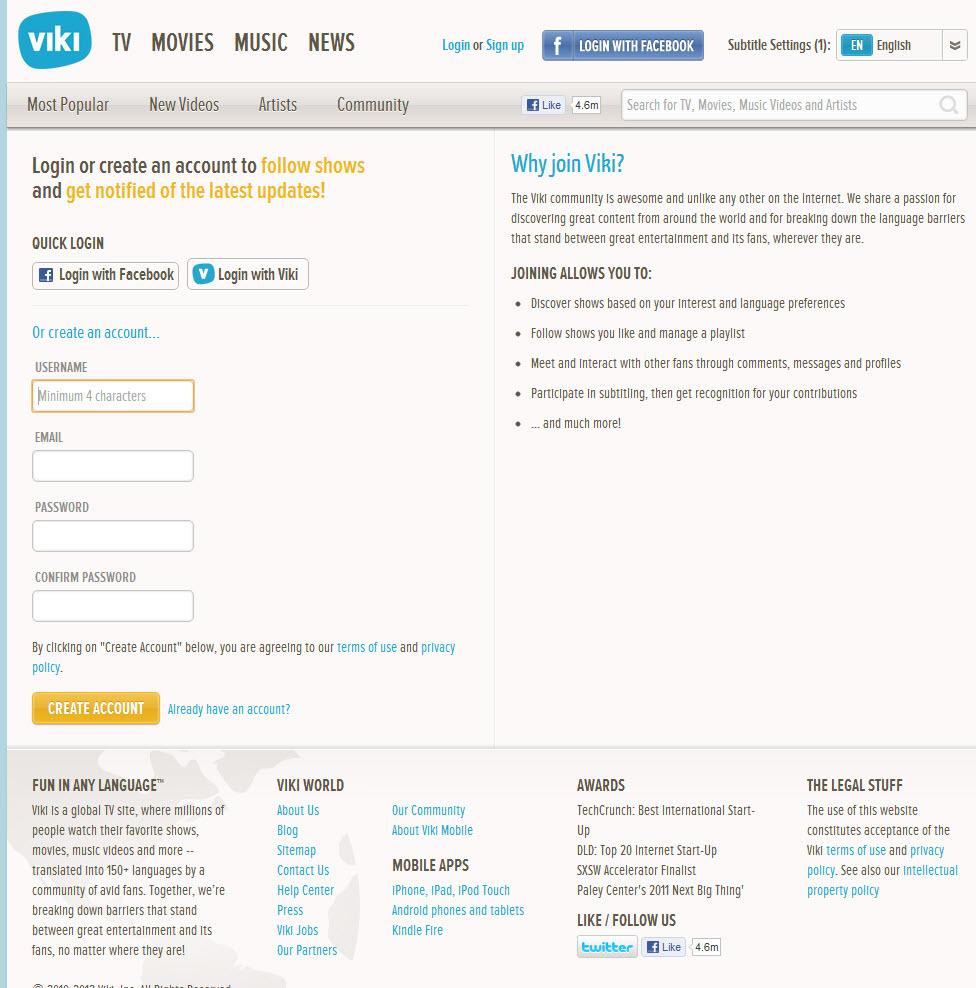 viki TV MOVIES MUSIC NEWS Login or Sign up f LOGIN WITH FACEBOOK Subtitle Settings (1): EN English
Most Popular New Videos Artists Community Like 4.6m Search for TV, Movies, Music Videos and Artists
Login or create an account to follow shows
and get notified of the latest updates!
QUICK LOGIN
Login with Facebook Login with Viki
Or create an account...
USERNAME
Minimum 4 characters
EMAIL
PASSWORD
CONFIRM PASSWORD
By clicking on "Create Account" below, you are agreeing to our terms of use and privacy
policy.
CREATE ACCOUNT Already have an account?
Why join Viki?
The Viki community is awesome and unlike any other on the Internet. We share a passion for
discovering great content from around the world and for breaking down the language barriers
that stand between great entertainment and its fans, wherever they are.
JOINING ALLOWS YOU TO:
• Discover shows based on your interest and language preferences
• Follow shows you like and manage a playlist
• Meet and interact with other fans through comments, messages and profiles
• Participate in subtitling, then get recognition for your contributions
• ... and much more!
FUN IN ANY LANGUAGE™
Viki is a global TV site, where millions of
people watch their favorite shows,
movies, music videos and more --
translated into 150+ languages by a
community of avid fans. Together, we're
breaking down barriers that stand
between great entertainment and its
fans, no matter where they are!
VIKI WORLD
About Us
Blog
Sitemap
Contact Us
Help Center
Press
Viki Jobs
Our Partners
Our Community
About Viki Mobile
MOBILE APPS
iPhone, iPad, iPod Touch
Android phones and tablets
Kindle Fire
AWARDS
TechCrunch: Best International Start-
Up
DLD: Top 20 Internet Start-Up
SXSW Accelerator Finalist
Paley Center's 2011 Next Big Thing'
LIKE / FOLLOW US
twitter Like 4.6m
THE LEGAL STUFF
The use of this website
constitutes acceptance of the
Viki terms of use and privacy
policy. See also our intellectual
property policy